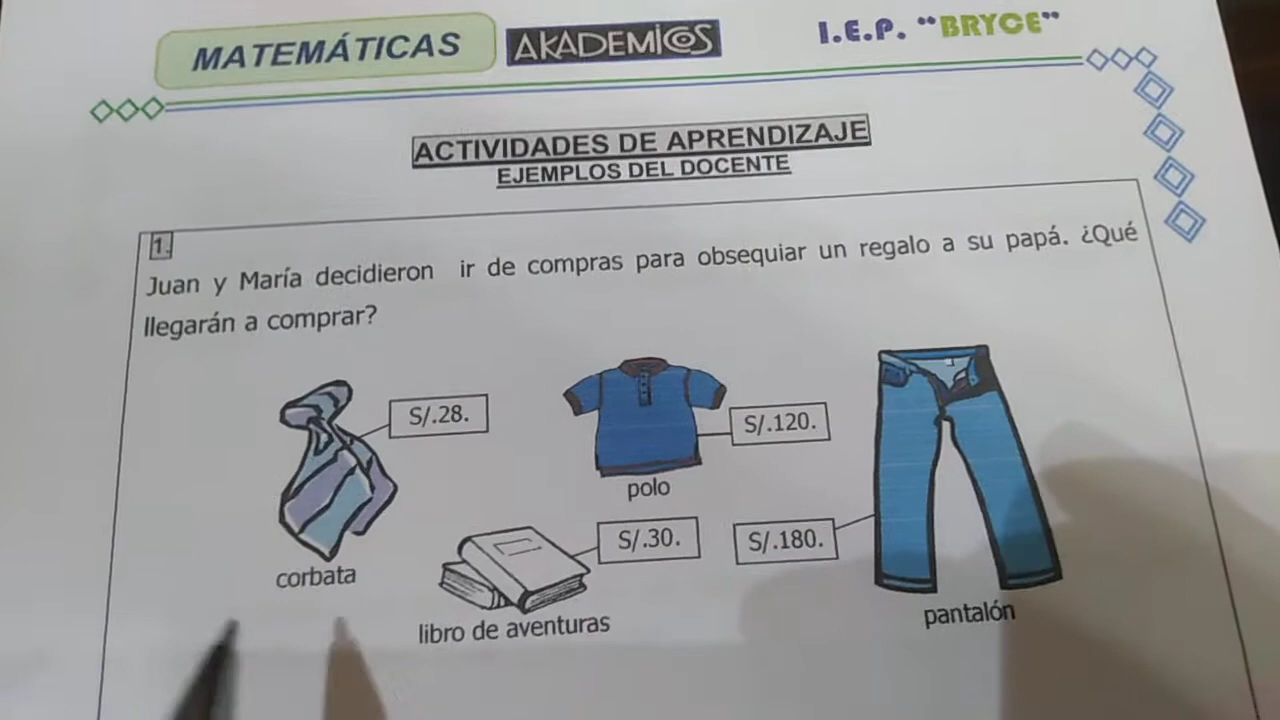 MATEMÁTICAS
AKADEMICOS
I.E.P. "BRYCE"
ACTIVIDADES DE APRENDIZAJE
EJEMPLOS DEL DOCENTE
1.
Juan y María decidieron ir de compras para obsequiar un regalo a su papá. ¿Qué
llegarán a comprar?
S/.28.
corbata
S/.120.
polo
S/.30.
libro de aventuras
S/.180.
pantalón